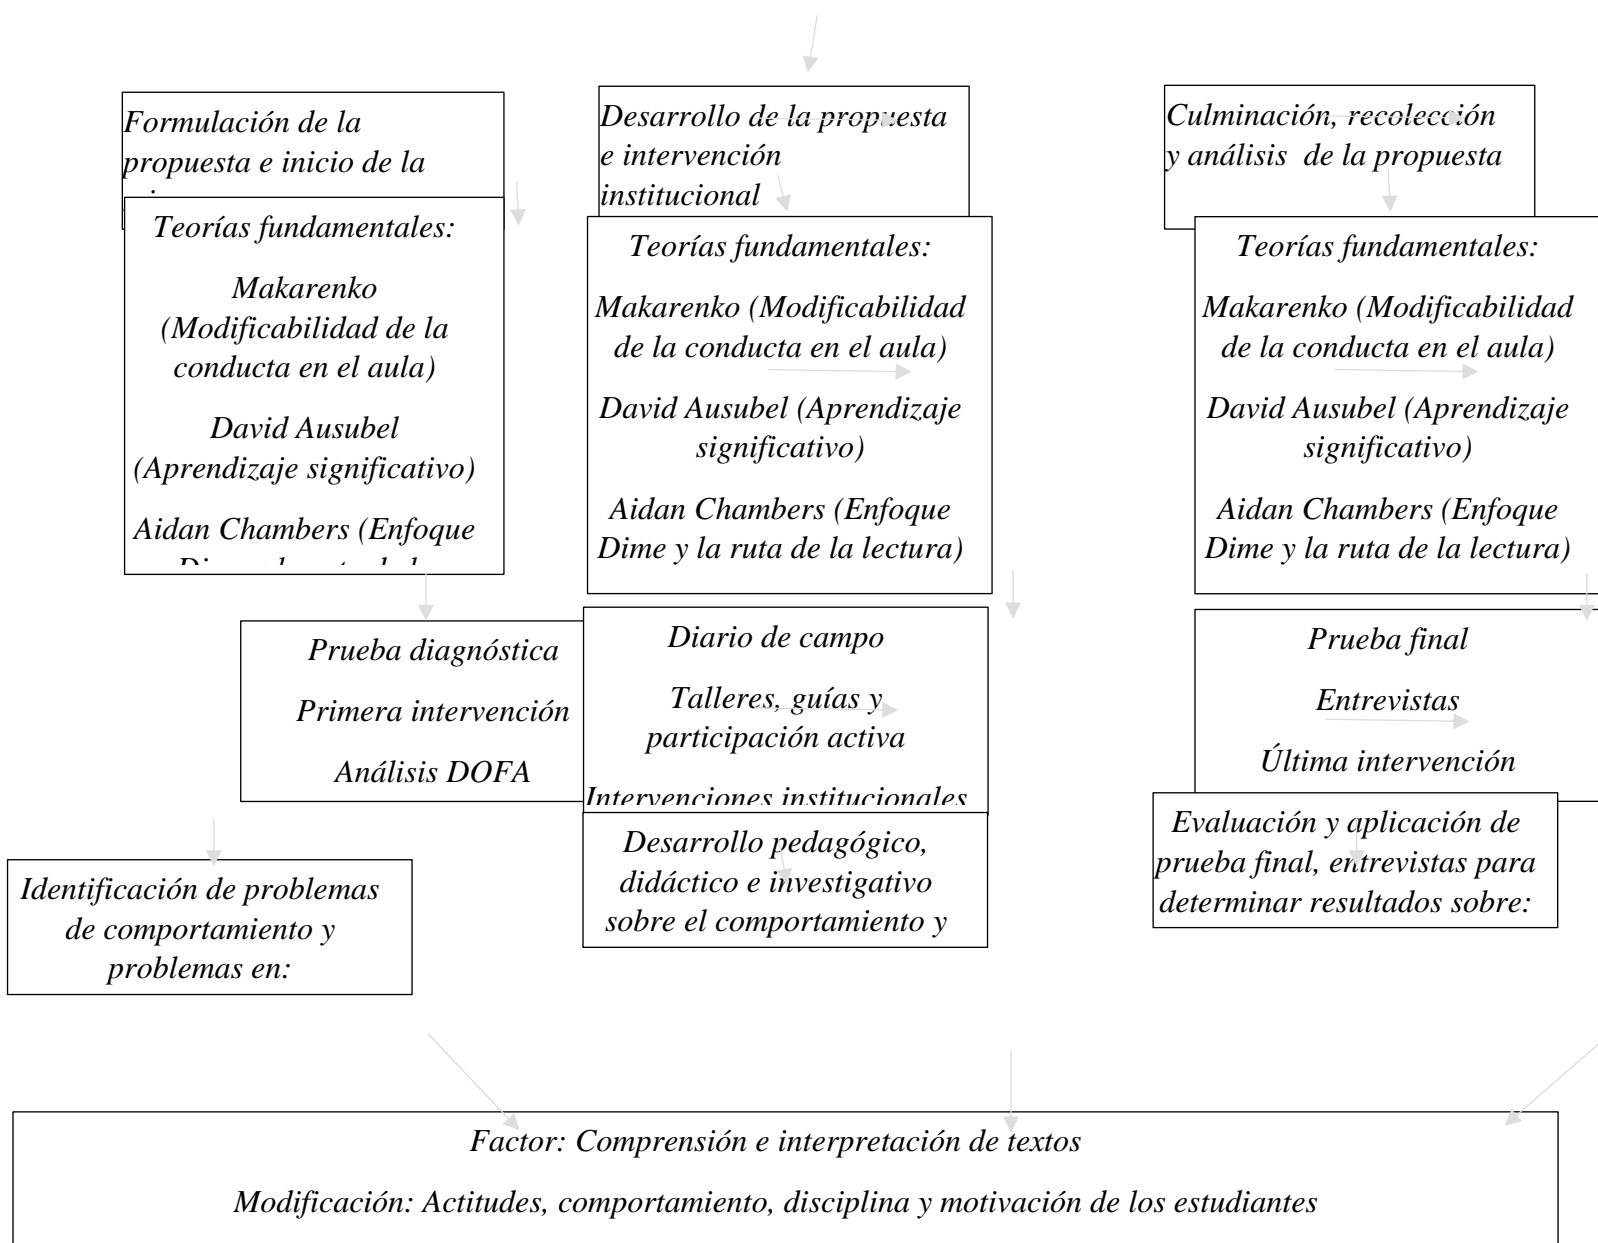 Formulación de la
propuesta e inicio de la
Teorías fundamentales:
Makarenko
(Modificabilidad de la
conducta en el aula)
David Ausubel
(Aprendizaje significativo)
Aidan Chambers (Enfoque
Prueba diagnóstica
Primera intervención
Análisis DOFA
Identificación de problemas
de comportamiento y
problemas en:
Desarrollo de la propuesta
e intervención
institucional
Teorías fundamentales:
Makarenko (Modificabilidad
de la conducta en el aula)
David Ausubel (Aprendizaje
significativo)
Aidan Chambers (Enfoque
Dime y la ruta de la lectura)
Diario de campo
Talleres, guías y
participación activa
Intervenciones institucionales
Desarrollo pedagógico,
didáctico e investigativo
sobre el comportamiento y
Culminación, recolección
y análisis de la propuesta
Teorías fundamentales:
Makarenko (Modificabilidad
de la conducta en el aula)
David Ausubel (Aprendizaje
significativo)
Aidan Chambers (Enfoque
Dime y la ruta de la lectura)
Prueba final
Entrevistas
Última intervención
Evaluación y aplicación de
prueba final, entrevistas para
determinar resultados sobre:
Factor: Comprensión e interpretación de textos
Modificación: Actitudes, comportamiento, disciplina y motivación de los estudiantes